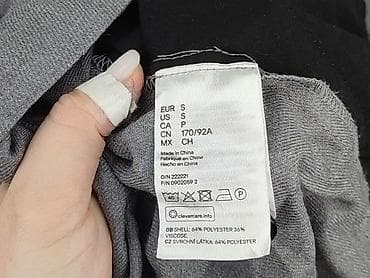 EUR S
US S
CA P
CN 170/92A
MX CH
Made in China
Fabriqué en Chine
Hecho en China
O/N 222221
P/N 0902059 2
40
P
clevercare.info
GB SHELL: 64% POLYESTER 36%
VISCOSE.
CZ SVRCHNÍ LÁTKA: 64% POLYESTER